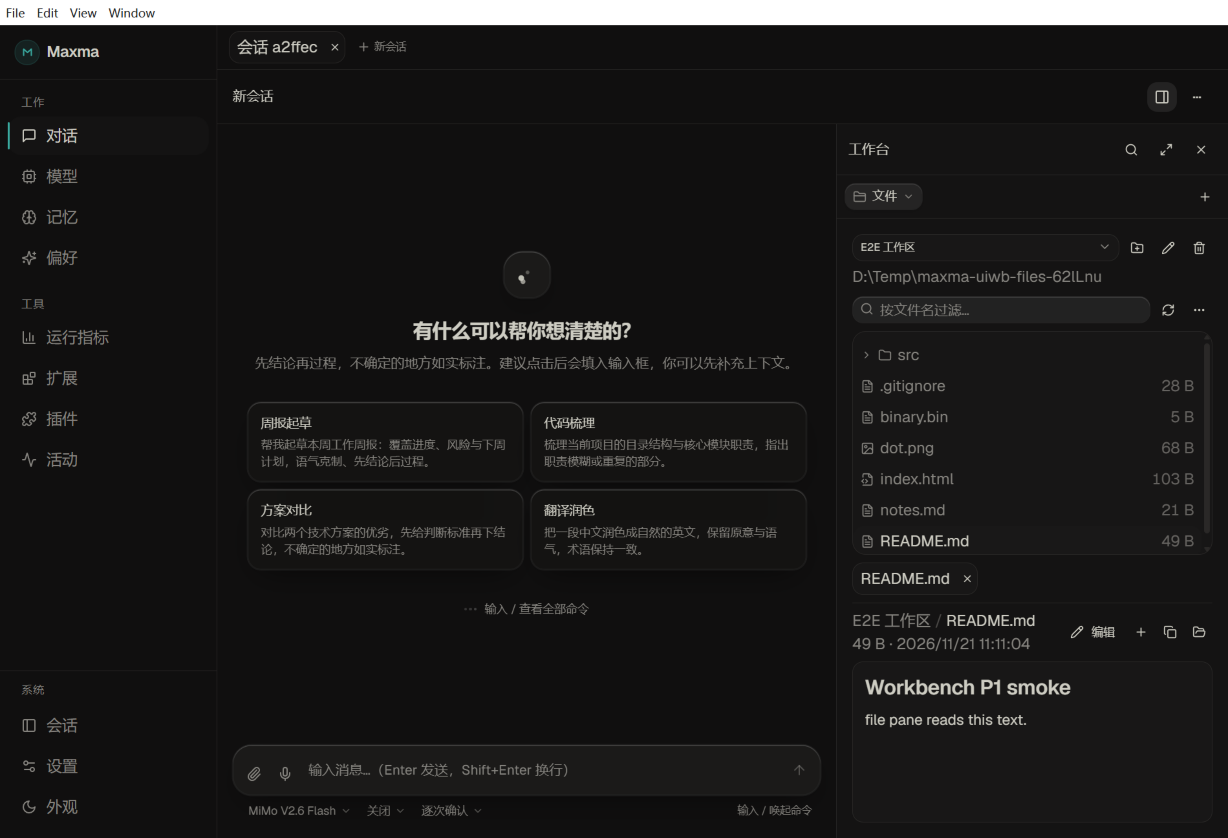 File Edit View Window
M Maxma
工作
对话
模型
记忆
偏好
工具
运行指标
扩展
插件
活动
系统
会话
设置
外观
会话 a2ffec × + 新会话
新会话
有什么可以帮你想清楚的?
先结论再过程，不确定的地方如实标注。建议点击后会填入输入框，你可以先补充上下文。
周报起草
帮我起草本周工作周报：覆盖进度、风险与下周
计划，语气克制、先结论后过程。
代码梳理
梳理当前项目的目录结构与核心模块职责，指出
职责模糊或重复的部分。
方案对比
对比两个技术方案的优劣，先给判断标准再下结
论，不确定的地方如实标注。
翻译润色
把一段中文润色成自然的英文，保留原意与语
气，术语保持一致。
··· 输入 / 查看全部命令
输入消息...（Enter 发送，Shift+Enter 换行）
MiMo V2.6 Flash 关闭 逐次确认 输入 / 唤起命令
工作台
文件
E2E 工作区
D:\Temp\maxma-uiwb-files-62lLnu
按文件名过滤...
src
.gitignore 28 B
binary.bin 5 B
dot.png 68 B
index.html 103 B
notes.md 21 B
README.md 49 B
README.md ×
E2E 工作区 / README.md
49 B · 2026/11/21 11:11:04
编辑
Workbench P1 smoke
file pane reads this text.